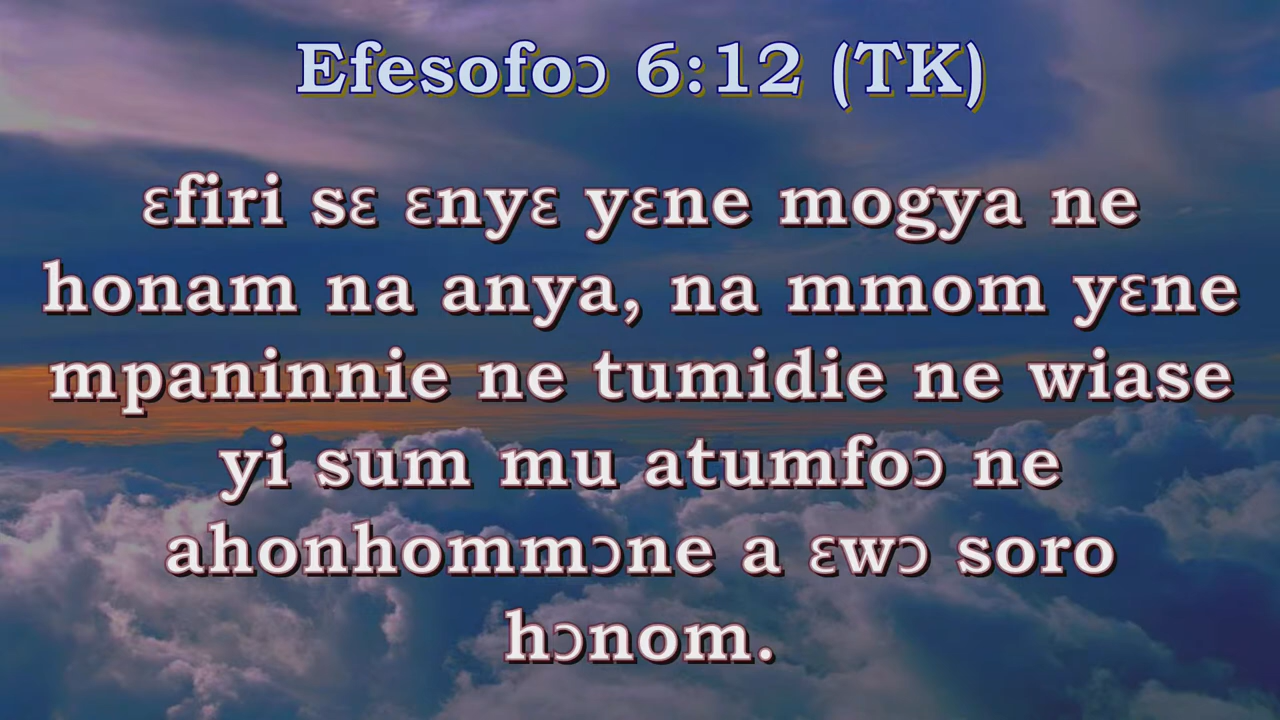 Efesofoɔ 6:12 (TK)
ɛfiri sɛ ɛnyɛ yɛne mogya ne
honam na anya, na mmom yɛne
mpaninnie ne tumidie ne wiase
yi sum mu atumfoɔ ne
ahonhommɔne a ɛwɔ soro
hɔnom.